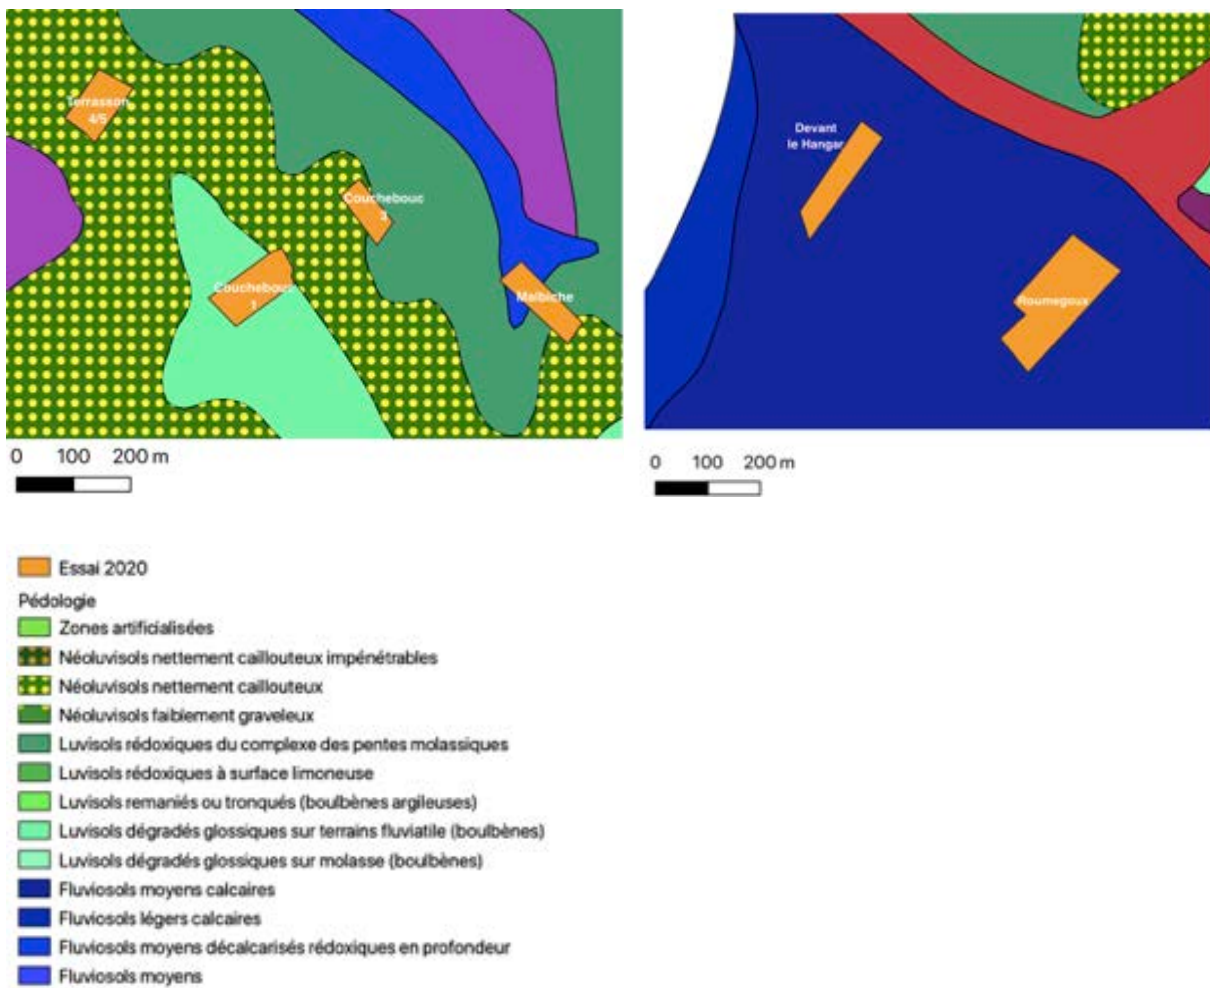 Terrasson
4/5
Couchebouc
3
Couchebouc
1
Malbiche
0 100 200 m
Devant
le Hangar
Roumegoux
0 100 200 m
Essai 2020
Pédologie
Zones artificialisées
Néoluvisols nettement caillouteux impénétrables
Néoluvisols nettement caillouteux
Néoluvisols faiblement graveleux
Luvisols rédoxiques du complexe des pentes molassiques
Luvisols rédoxiques à surface limoneuse
Luvisols remaniés ou tronqués (boulbènes argileuses)
Luvisols dégradés glossiques sur terrains fluviatile (boulbènes)
Luvisols dégradés glossiques sur molasse (boulbènes)
Fluviosols moyens calcaires
Fluviosols légers calcaires
Fluviosols moyens décalcarisés rédoxiques en profondeur
Fluviosols moyens